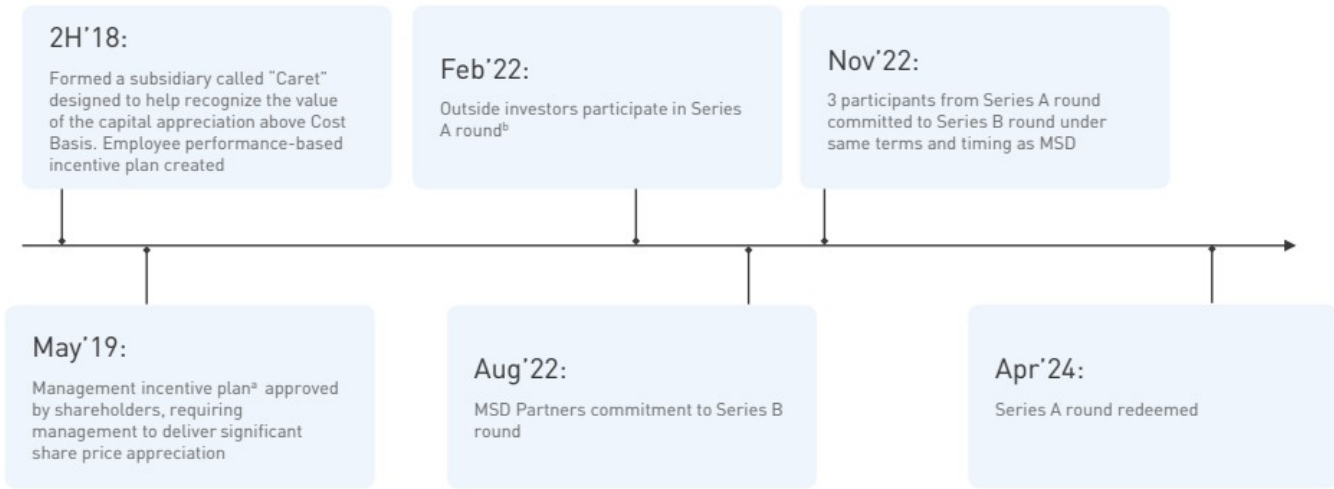 2H'18:
Formed a subsidiary called "Caret"
designed to help recognize the value
of the capital appreciation above Cost
Basis. Employee performance-based
incentive plan created
Feb'22:
Outside investors participate in Series
A roundᵇ
Nov'22:
3 participants from Series A round
committed to Series B round under
same terms and timing as MSD
May'19:
Management incentive planᵃ approved
by shareholders, requiring
management to deliver significant
share price appreciation
Aug'22:
MSD Partners commitment to Series B
round
Apr'24:
Series A round redeemed